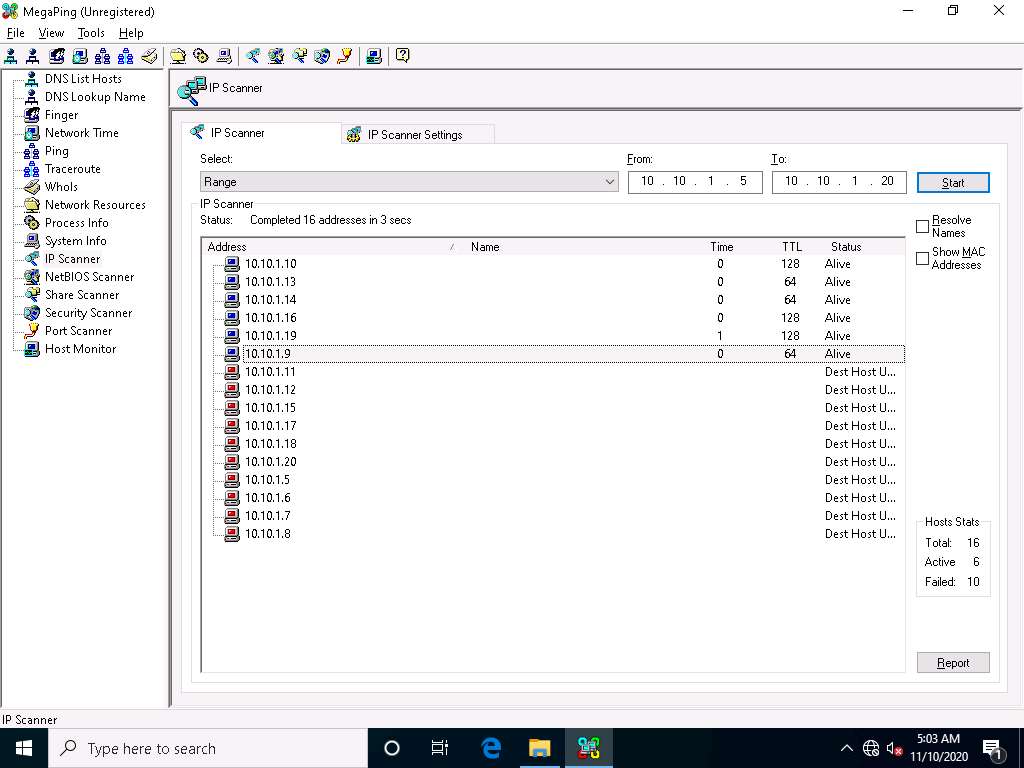 MegaPing (Unregistered)
File View Tools Help
DNS List Hosts
DNS Lookup Name
Finger
Network Time
Ping
Traceroute
WhoIs
Network Resources
Process Info
System Info
IP Scanner
NetBIOS Scanner
Share Scanner
Security Scanner
Port Scanner
Host Monitor
IP Scanner
IP Scanner IP Scanner Settings
Select: From: To:
Range 10 . 10 . 1 . 5 10 . 10 . 1 . 20 Start
IP Scanner
Status: Completed 16 addresses in 3 secs
Resolve
Names
Show MAC
Addresses
Address Name Time TTL Status
10.10.1.10 0 128 Alive
10.10.1.13 0 64 Alive
10.10.1.14 0 64 Alive
10.10.1.16 0 128 Alive
10.10.1.19 1 128 Alive
10.10.1.9 0 64 Alive
10.10.1.11 Dest Host U...
10.10.1.12 Dest Host U...
10.10.1.15 Dest Host U...
10.10.1.17 Dest Host U...
10.10.1.18 Dest Host U...
10.10.1.20 Dest Host U...
10.10.1.5 Dest Host U...
10.10.1.6 Dest Host U...
10.10.1.7 Dest Host U...
10.10.1.8 Dest Host U...
Hosts Stats
Total: 16
Active 6
Failed: 10
Report
IP Scanner
Type here to search
5:03 AM
11/10/2020
1